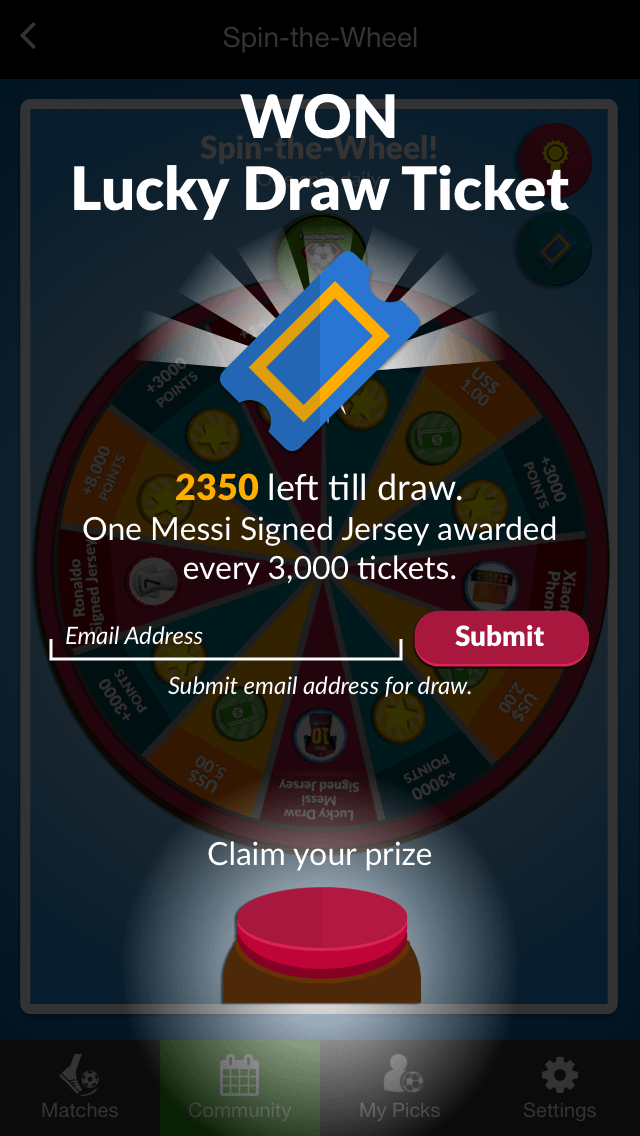 Spin-the-Wheel
WON
Spin-the-Wheel!
Lucky Draw Ticket
+3000
POINTS
US$
1.00
+8,000
POINTS
+3000
POINTS
2350 left till draw.
One Messi Signed Jersey awarded
every 3,000 tickets.
Ronaldo
Signed Jersey
7
Xiaomi
Phone
Email Address
Submit
Submit email address for draw.
+3000
POINTS
US$
5.00
10
Lucky Draw
Messi
Signed Jersey
+3000
POINTS
US$
2.00
Claim your prize
Matches
Community
My Picks
Settings